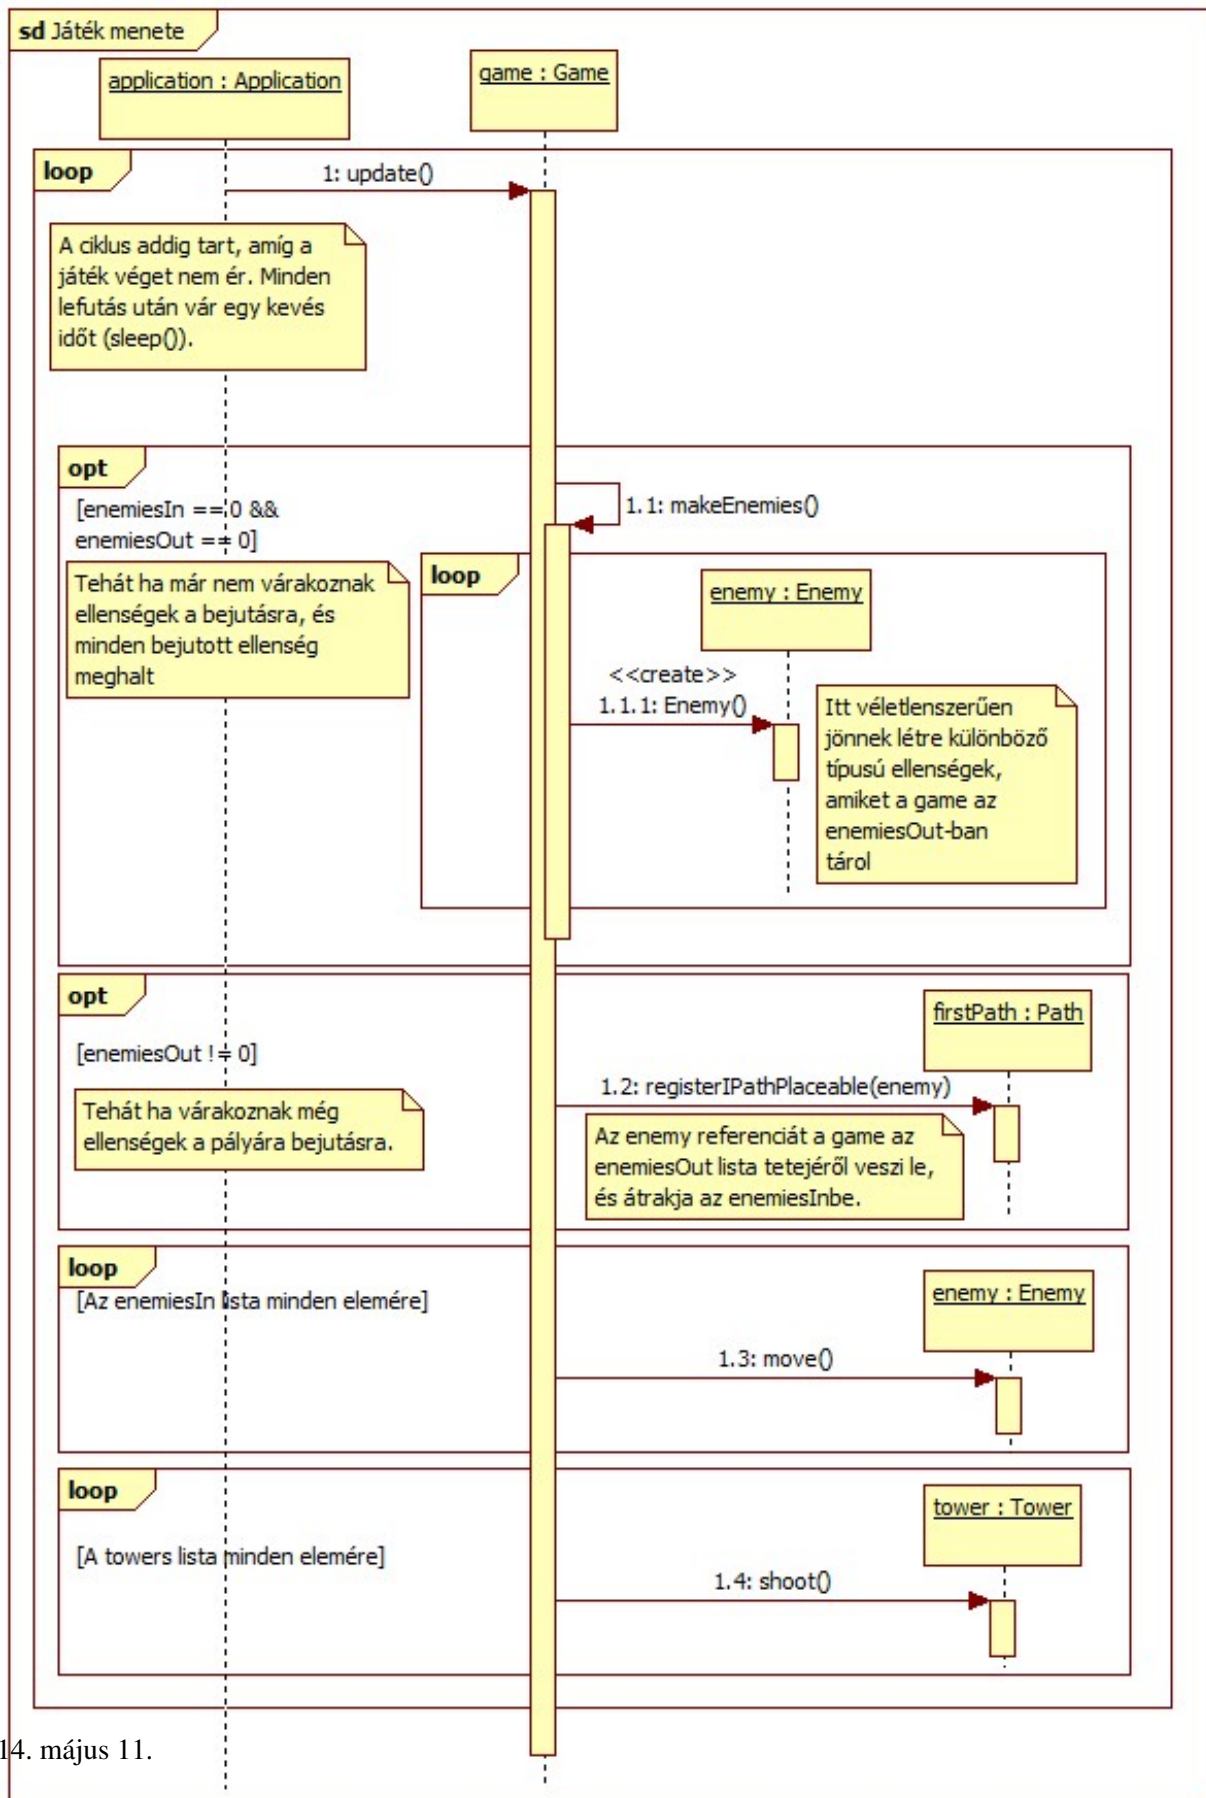 sd Játék menete
application : Application
game : Game
loop
1: update()
A ciklus addig tart, amíg a
játék véget nem ér. Minden
lefutás után vár egy kevés
időt (sleep()).
opt
[enemiesIn == 0 &&
enemiesOut == 0]
1.1: makeEnemies()
Tehát ha már nem várakoznak
ellenségek a bejutásra, és
minden bejutott ellenség
meghalt
loop
enemy : Enemy
<<create>>
1.1.1: Enemy()
Itt véletlenszerűen
jönnek létre különböző
típusú ellenségek,
amiket a game az
enemiesOut-ban
tárol
opt
firstPath : Path
[enemiesOut != 0]
1.2: registerIPathPlaceable(enemy)
Tehát ha várakoznak még
ellenségek a pályára bejutásra.
Az enemy referenciát a game az
enemiesOut lista tetejéről veszi le,
és átrakja az enemiesInbe.
loop
[Az enemiesIn lista minden elemére]
enemy : Enemy
1.3: move()
loop
tower : Tower
[A towers lista minden elemére]
1.4: shoot()
14. május 11.